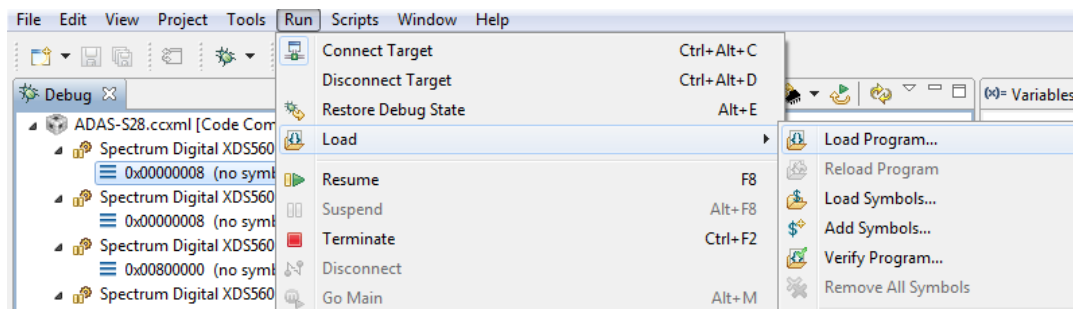 File Edit View Project Tools Run Scripts Window Help
Connect Target Ctrl+Alt+C
Disconnect Target Ctrl+Alt+D
Debug
(x)= Variables
Restore Debug State Alt+E
ADAS-S28.ccxml [Code Com
Load
Load Program...
Spectrum Digital XDS560
Reload Program
0x00000008 (no sym
Resume F8
Spectrum Digital XDS560
Load Symbols...
Suspend Alt+F8
0x00000008 (no sym
Add Symbols...
Terminate Ctrl+F2
Spectrum Digital XDS560
Verify Program...
Disconnect
0x00800000 (no sym
Remove All Symbols
Go Main Alt+M
Spectrum Digital XDS560